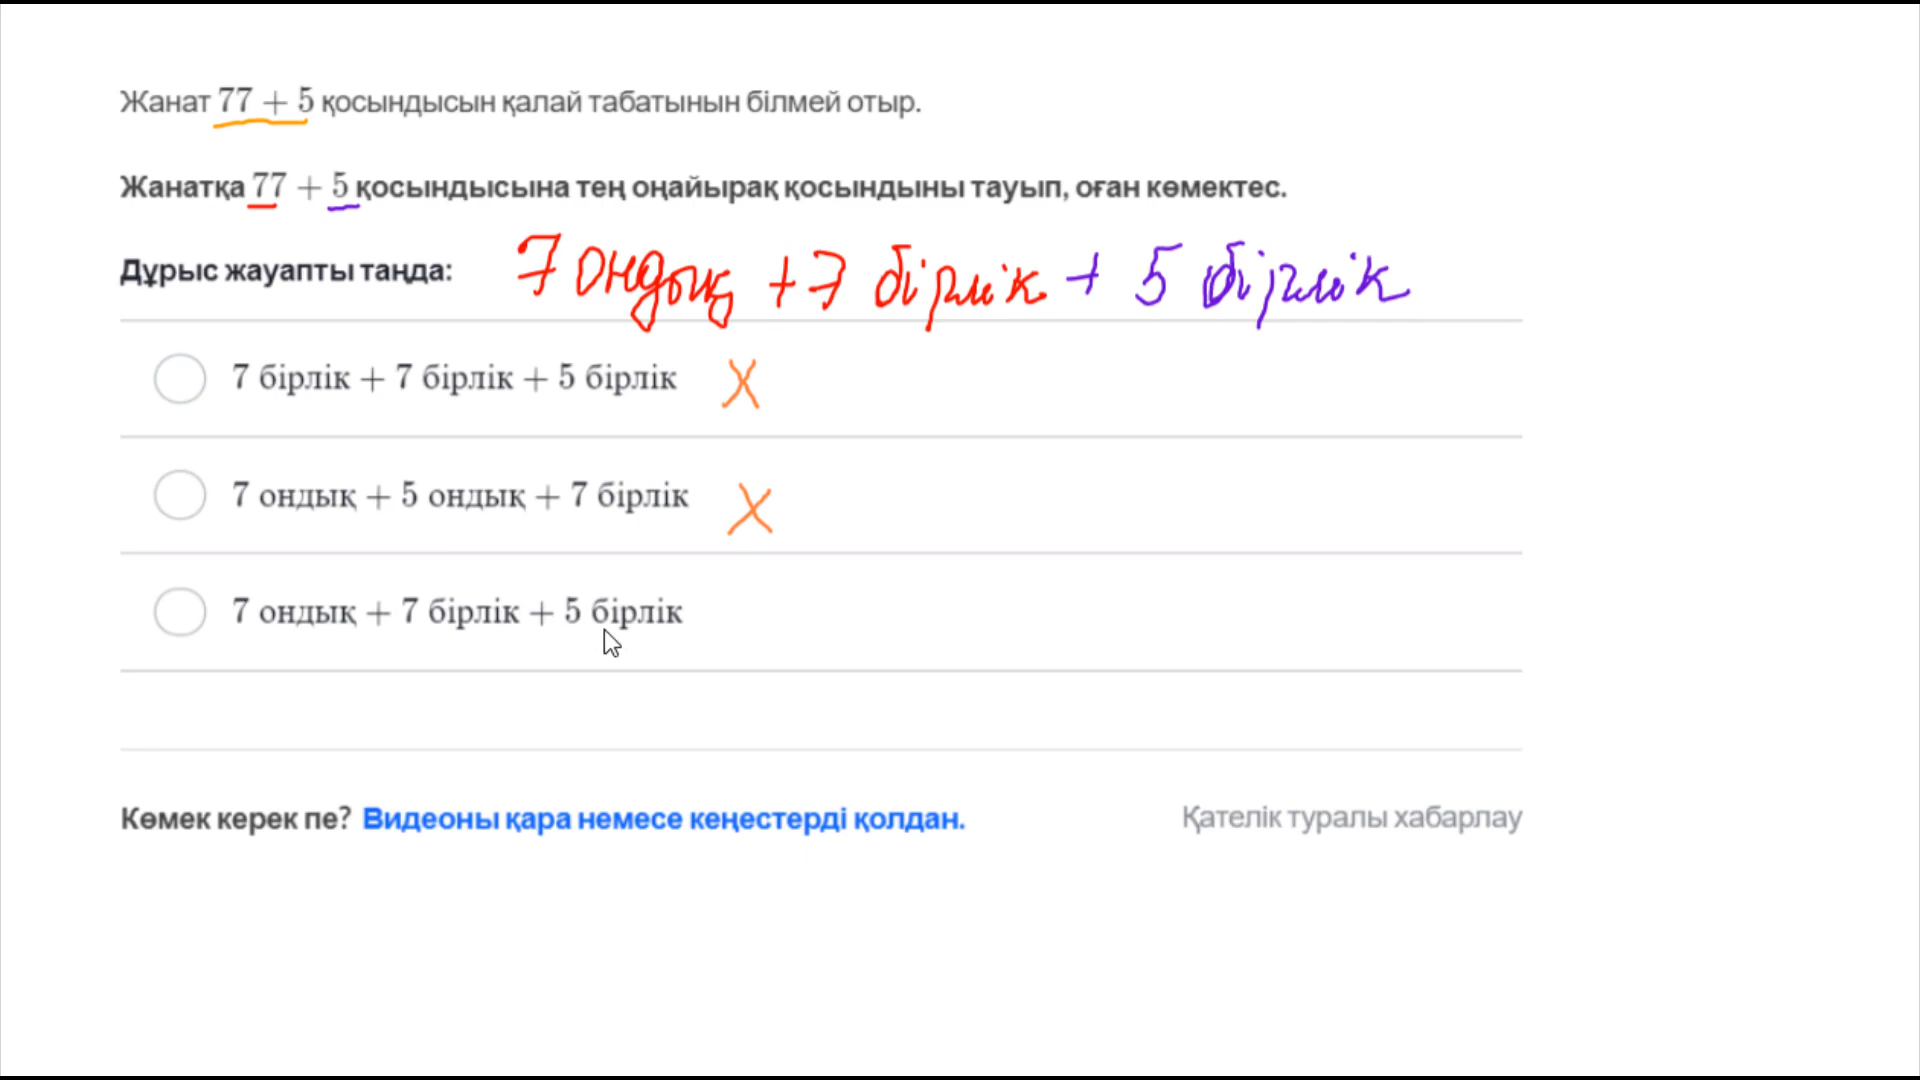 Жанат 77 + 5 қосындысын қалай табатынын білмей отыр.
Жанатқа 77 + 5 қосындысына тең оңайырақ қосындыны тауып, оған көмектес.
Дұрыс жауапты таңда: 7 ондық + 7 бірлік + 5 бірлік
7 бірлік + 7 бірлік + 5 бірлік X
7 ондық + 5 ондық + 7 бірлік X
7 ондық + 7 бірлік + 5 бірлік
Көмек керек пе? Видеоны қара немесе кеңестерді қолдан. Қателік туралы хабарлау